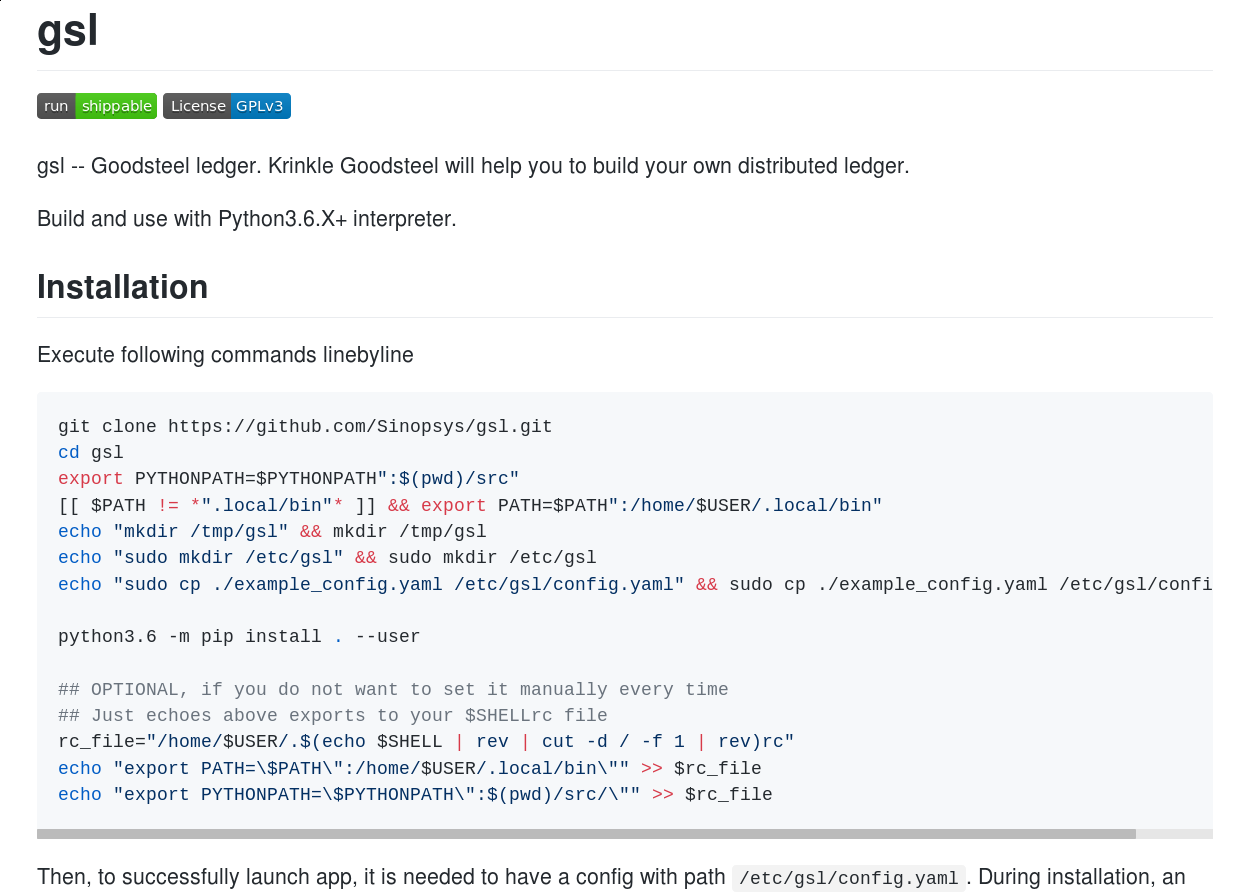 gsl
run shippable License GPLv3
gsl -- Goodsteel ledger. Krinkle Goodsteel will help you to build your own distributed ledger.
Build and use with Python3.6.X+ interpreter.
Installation
Execute following commands linebyline
git clone https://github.com/Sinopsys/gsl.git
cd gsl
export PYTHONPATH=$PYTHONPATH":$(pwd)/src"
[[ $PATH != *".local/bin"* ]] && export PATH=$PATH":/home/$USER/.local/bin"
echo "mkdir /tmp/gsl" && mkdir /tmp/gsl
echo "sudo mkdir /etc/gsl" && sudo mkdir /etc/gsl
echo "sudo cp ./example_config.yaml /etc/gsl/config.yaml" && sudo cp ./example_config.yaml /etc/gsl/confi
python3.6 -m pip install . --user
## OPTIONAL, if you do not want to set it manually every time
## Just echoes above exports to your $SHELLrc file
rc_file="/home/$USER/.$(echo $SHELL | rev | cut -d / -f 1 | rev)rc"
echo "export PATH=\$PATH\":/home/$USER/.local/bin\"" >> $rc_file
echo "export PYTHONPATH=\$PYTHONPATH\":$(pwd)/src/\"" >> $rc_file
Then, to successfully launch app, it is needed to have a config with path /etc/gsl/config.yaml. During installation, an